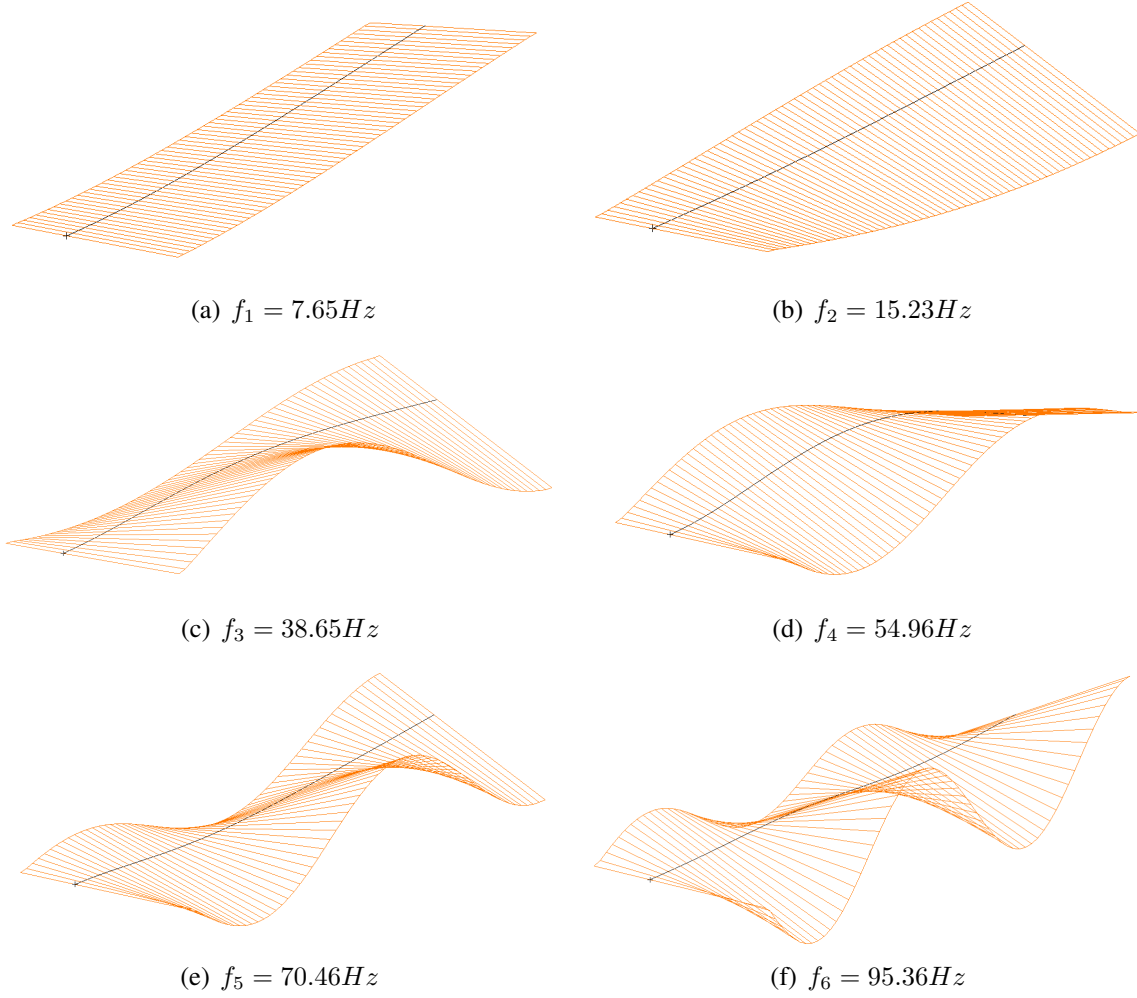 (a) f₁ = 7.65Hz
(b) f₂ = 15.23Hz
(c) f₃ = 38.65Hz
(d) f₄ = 54.96Hz
(e) f₅ = 70.46Hz
(f) f₆ = 95.36Hz